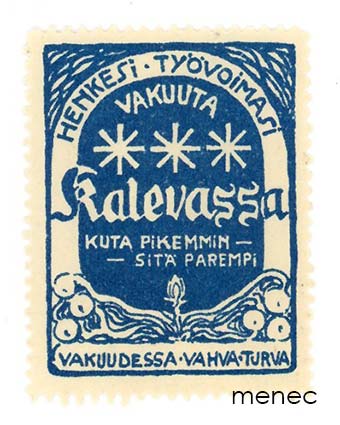 HENKESI · TYÖVOIMASI
VAKUUTA
Kalevassa
KUTA PIKEMMIN —
— SITÄ PAREMPI
VAKUUDESSA · VAHVA · TURVA
menec